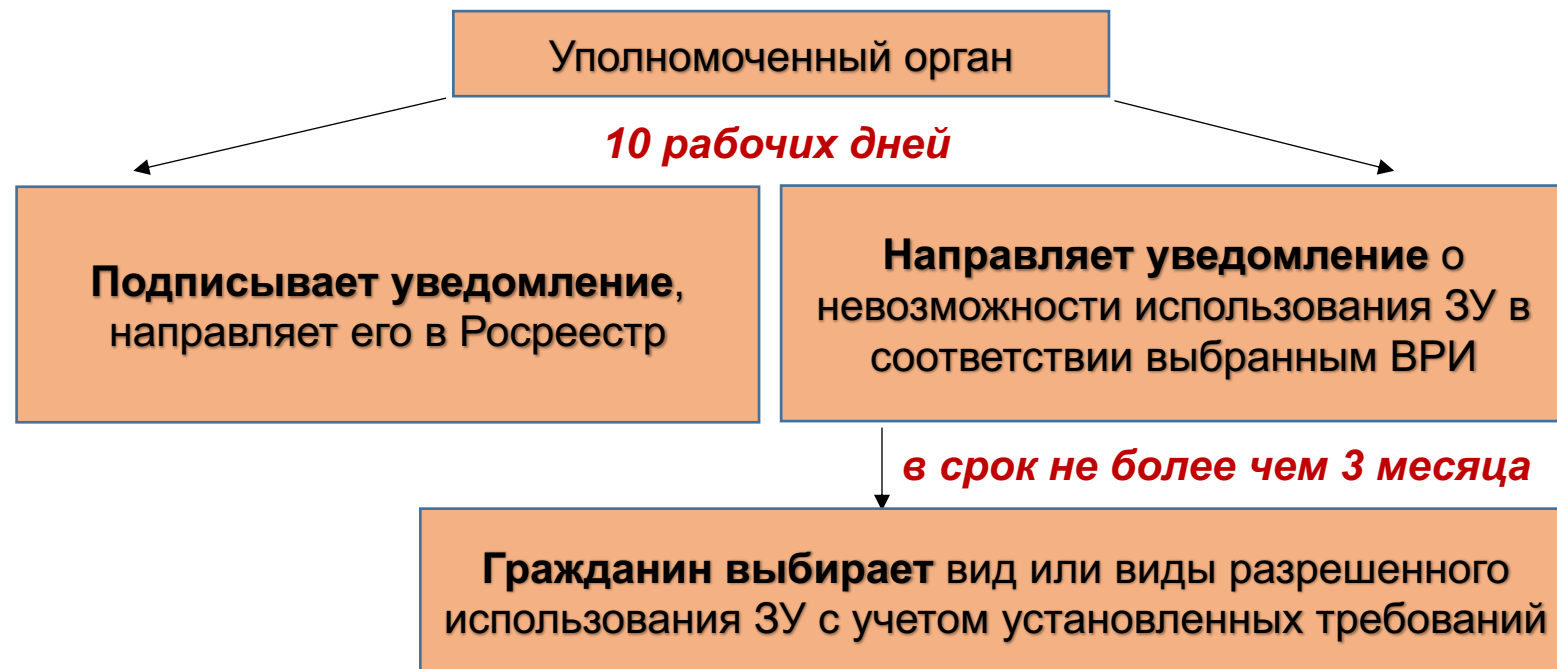 Уполномоченный орган
10 рабочих дней
Подписывает уведомление,
направляет его в Росреестр
Направляет уведомление о
невозможности использования ЗУ в
соответствии выбранным ВРИ
в срок не более чем 3 месяца
Гражданин выбирает вид или виды разрешенного
использования ЗУ с учетом установленных требований